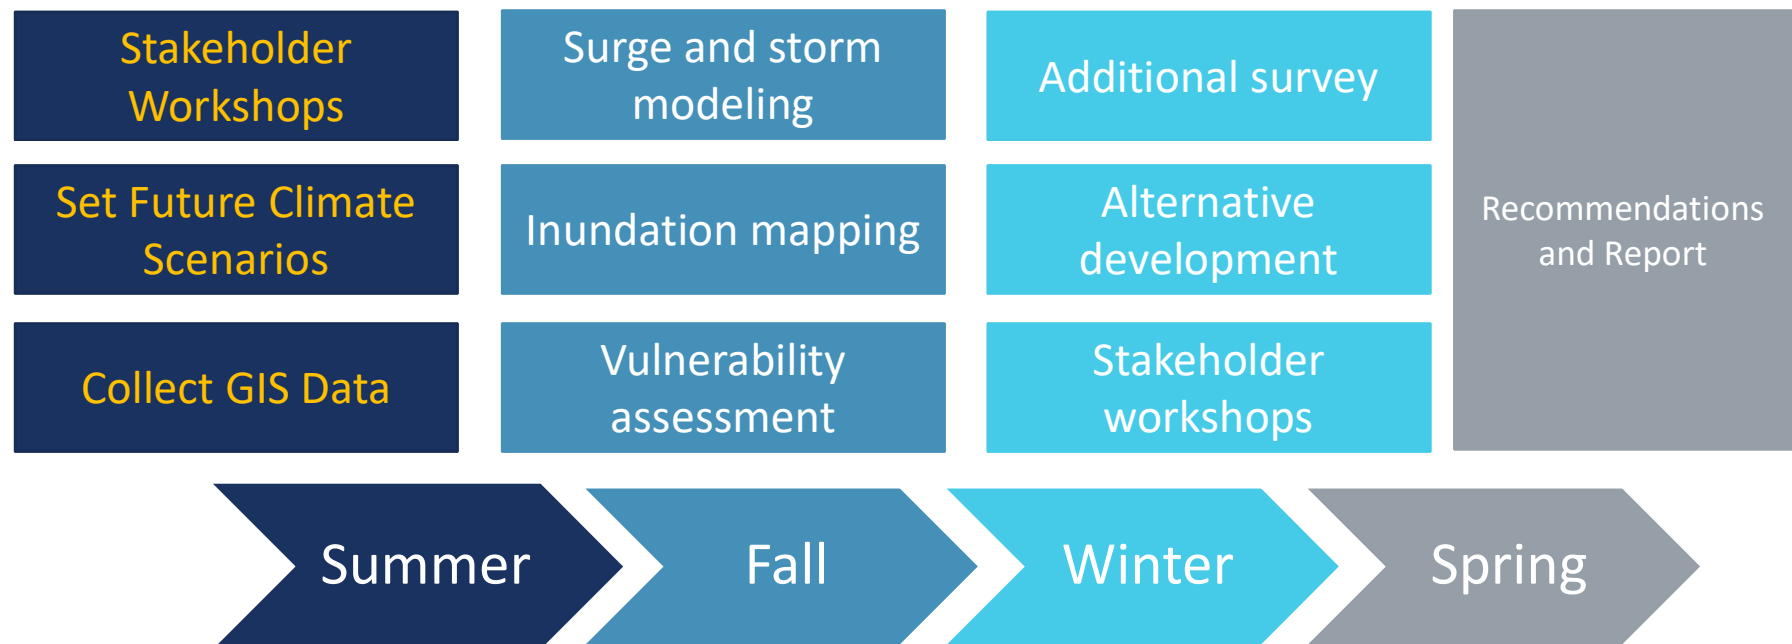 Stakeholder
Workshops
Set Future Climate
Scenarios
Collect GIS Data
Surge and storm
modeling
Inundation mapping
Vulnerability
assessment
Additional survey
Alternative
development
Stakeholder
workshops
Recommendations
and Report
Summer
Fall
Winter
Spring